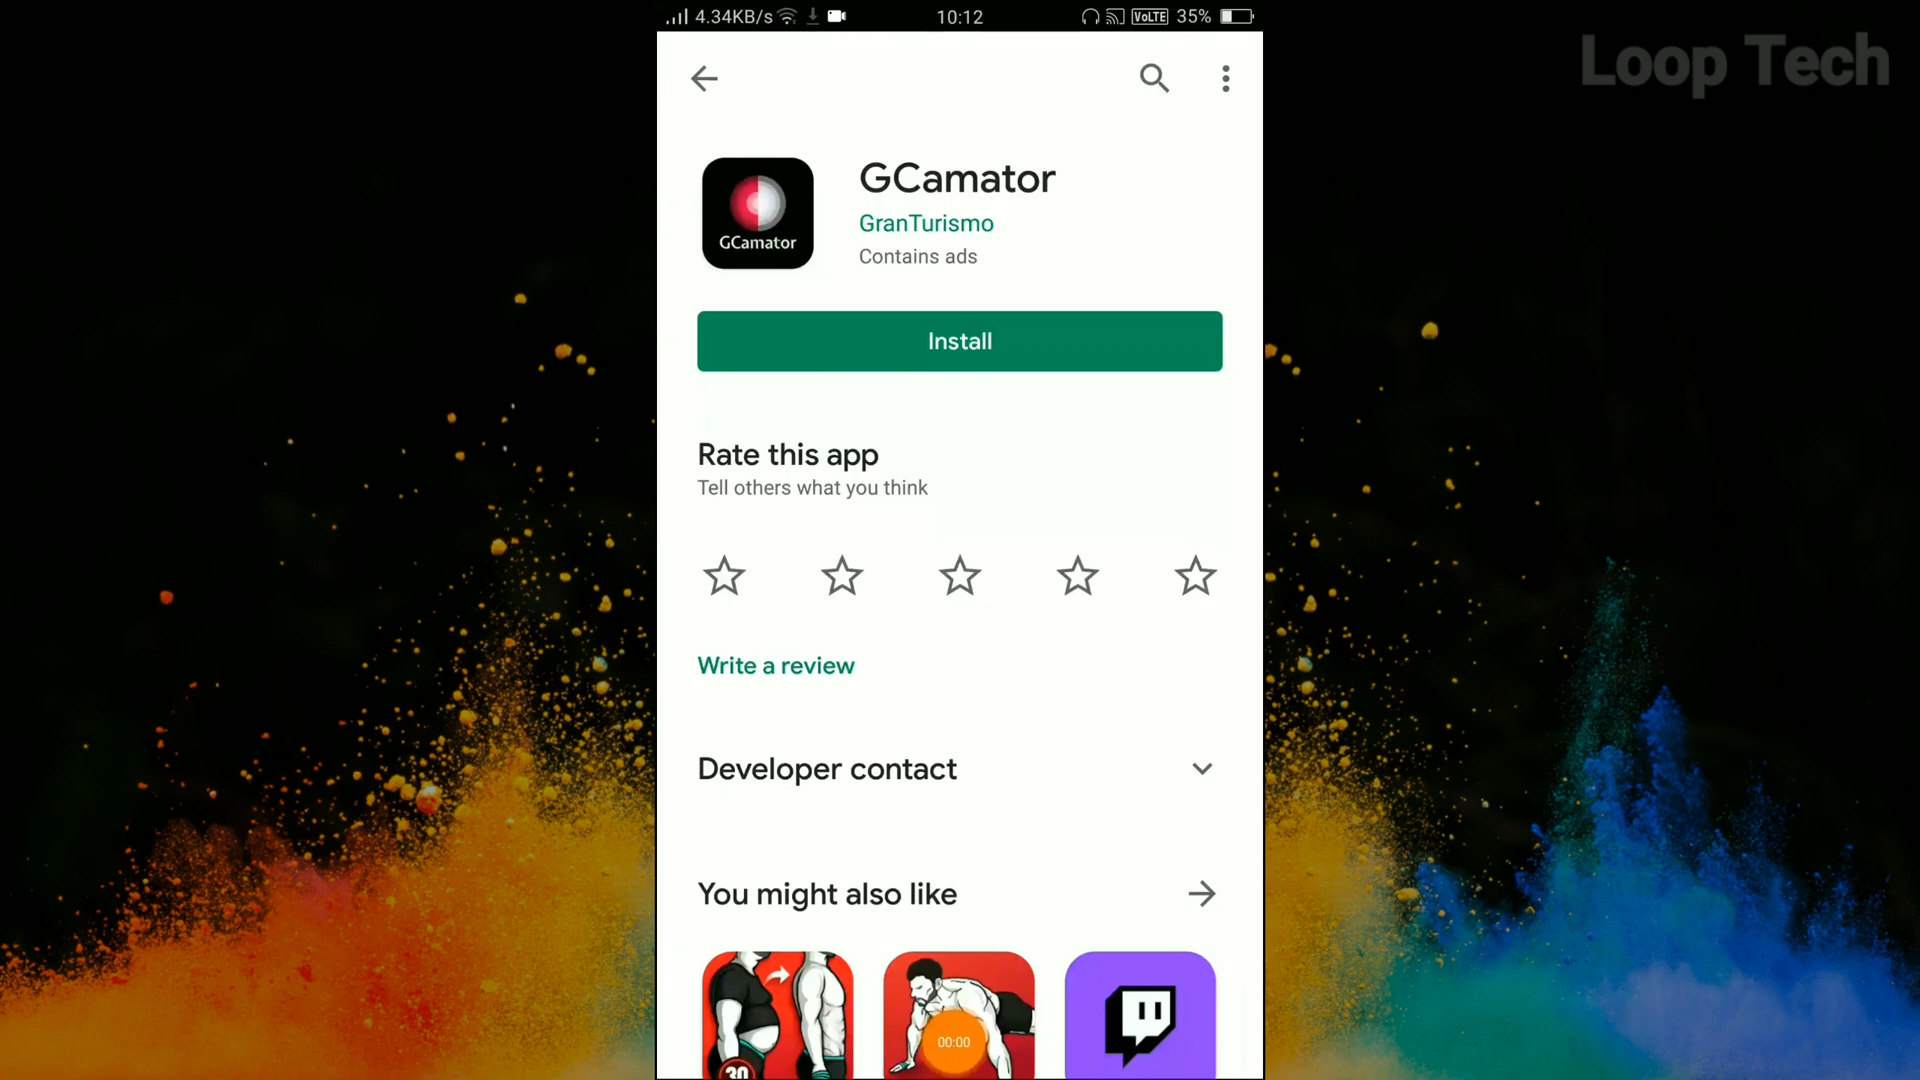 4.34KB/s
10:12
VoLTE
35%
Loop Tech
GCamator
GCamator
GranTurismo
Contains ads
Install
Rate this app
Tell others what you think
Write a review
Developer contact
You might also like
30
00:00